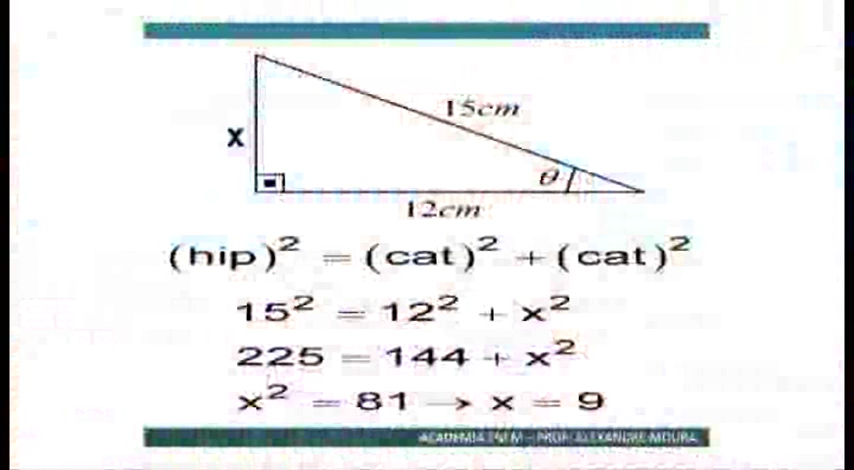 15cm
x
θ
12cm
(hip)² = (cat)² + (cat)²
15² = 12² + x²
225 = 144 + x²
x² = 81 → x = 9
ACADEMIA ENEM – PROF. ALEXANDRE MOURA